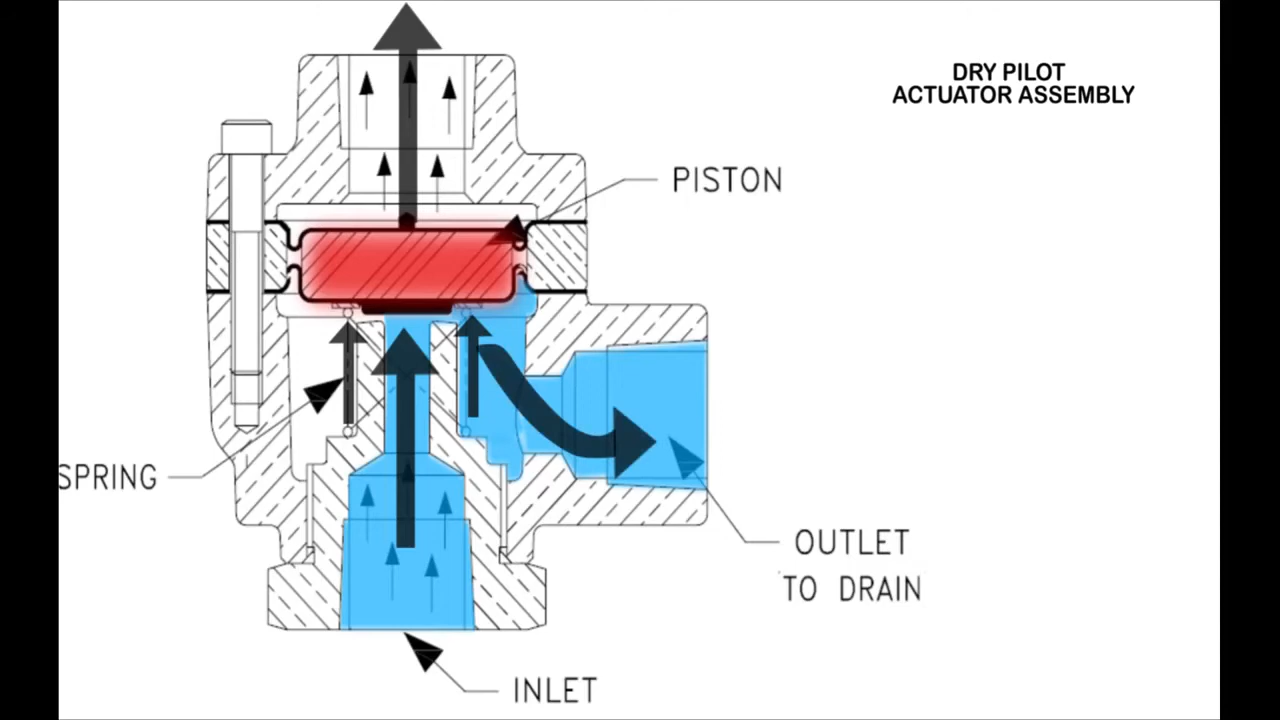 DRY PILOT
ACTUATOR ASSEMBLY
PISTON
SPRING
OUTLET
TO DRAIN
INLET